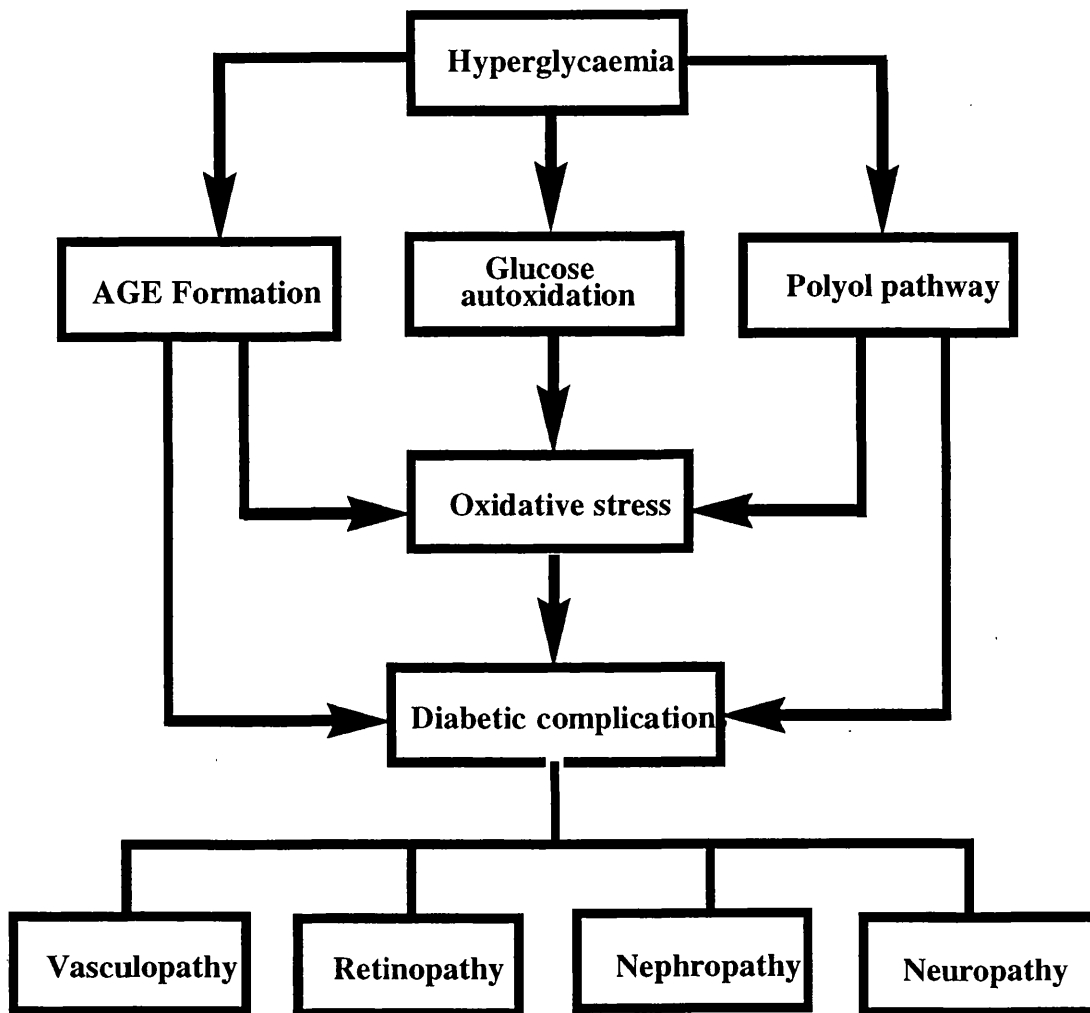 Hyperglycaemia
AGE Formation
Glucose
autoxidation
Polyol pathway
Oxidative stress
Diabetic complication
Vasculopathy
Retinopathy
Nephropathy
Neuropathy